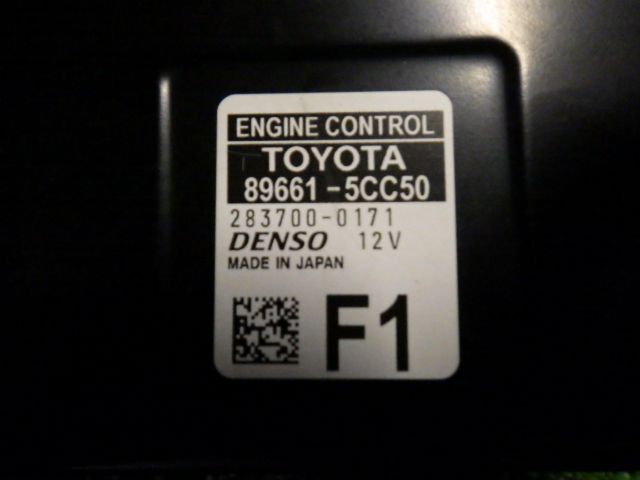 ENGINE CONTROL
TOYOTA
89661-5CC50
283700-0171
DENSO 12V
MADE IN JAPAN
F1